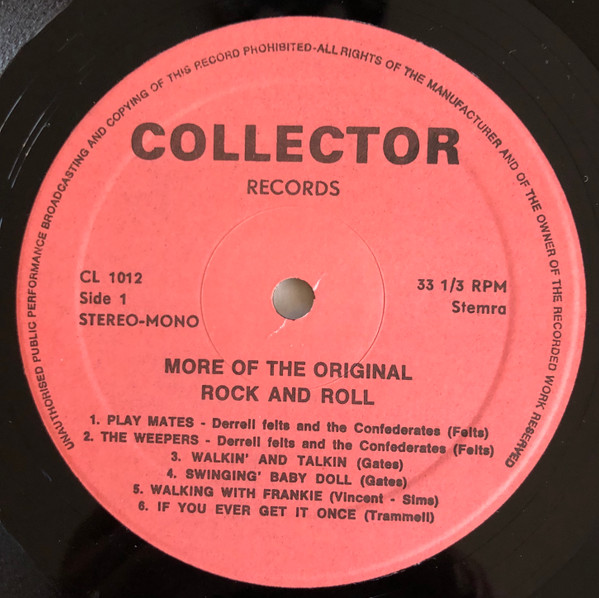 UNAUTHORISED PUBLIC PERFORMANCE BROADCASTING AND COPYING OF THIS RECORD PROHIBITED-ALL RIGHTS OF THE MANUFACTURER AND OF THE OWNER OF THE RECORDED WORK RESERVED
COLLECTOR
RECORDS
CL 1012
Side 1
STEREO-MONO
33 1/3 RPM
Stemra
MORE OF THE ORIGINAL
ROCK AND ROLL
1. PLAY MATES - Derrell felts and the Confederates (Felts)
2. THE WEEPERS - Derrell felts and the Confederates (Felts)
3. WALKIN' AND TALKIN (Gates)
4. SWINGING' BABY DOLL (Gates)
5. WALKING WITH FRANKIE (Vincent - Sims)
6. IF YOU EVER GET IT ONCE (Trammell)